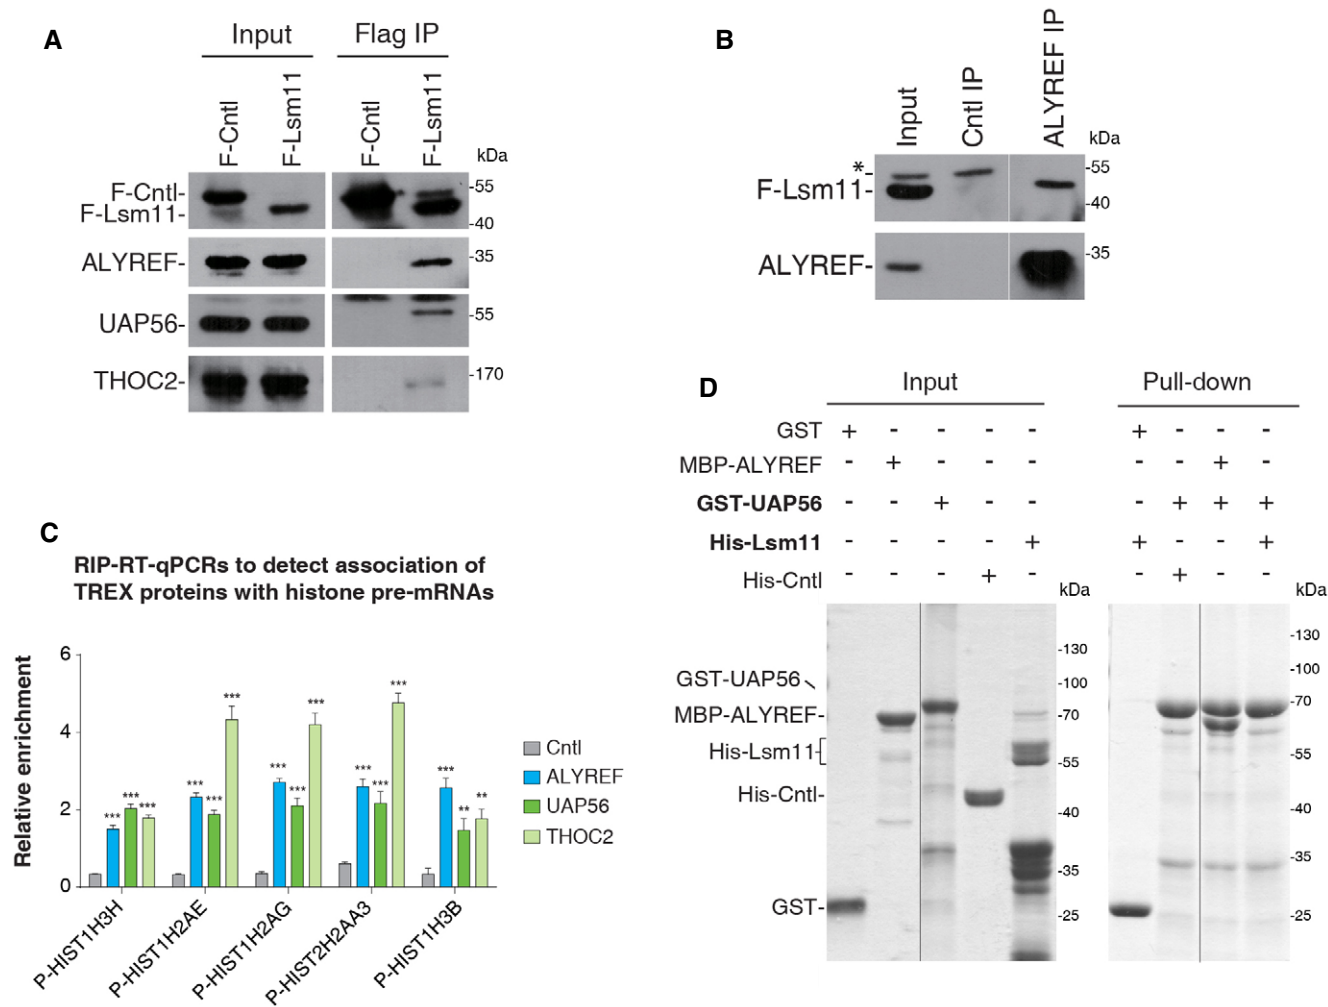 A
Input
Flag IP
F-Cntl
F-Lsm11
F-Cntl
F-Lsm11
kDa
F-Cntl-
F-Lsm11-
-55
-40
ALYREF-
-35
UAP56-
-55
THOC2-
-170
B
Input
Cntl IP
ALYREF IP
kDa
*-
F-Lsm11-
-55
-40
ALYREF-
-35
C
RIP-RT-qPCRs to detect association of
TREX proteins with histone pre-mRNAs
Relative enrichment
6
4
2
0
*** *** ***
*** *** ***
*** *** ***
*** *** ***
*** ** **
P-HIST1H3H
P-HIST1H2AE
P-HIST1H2AG
P-HIST2H2AA3
P-HIST1H3B
Cntl
ALYREF
UAP56
THOC2
D
Input
Pull-down
GST + - - - - + - - -
MBP-ALYREF - + - - - - - + -
GST-UAP56 - - + - - - + + +
His-Lsm11 - - - - + + - - +
His-Cntl - - - + - - + - -
kDa
kDa
GST-UAP56
MBP-ALYREF-
His-Lsm11
His-Cntl-
GST-
-130
-100
-70
-55
-40
-35
-25
-130
-100
-70
-55
-40
-35
-25